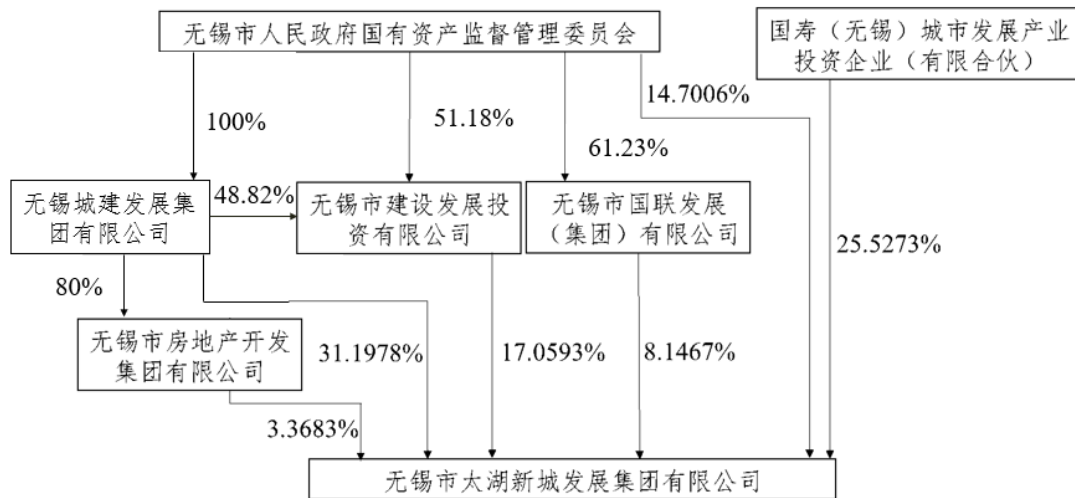 无锡市人民政府国有资产监督管理委员会
国寿（无锡）城市发展产业
投资企业（有限合伙）
14.7006%
100%
51.18%
61.23%
无锡城建发展集
团有限公司
48.82%
无锡市建设发展投
资有限公司
无锡市国联发展
（集团）有限公司
25.5273%
80%
无锡市房地产开发
集团有限公司
31.1978%
17.0593%
8.1467%
3.3683%
无锡市太湖新城发展集团有限公司